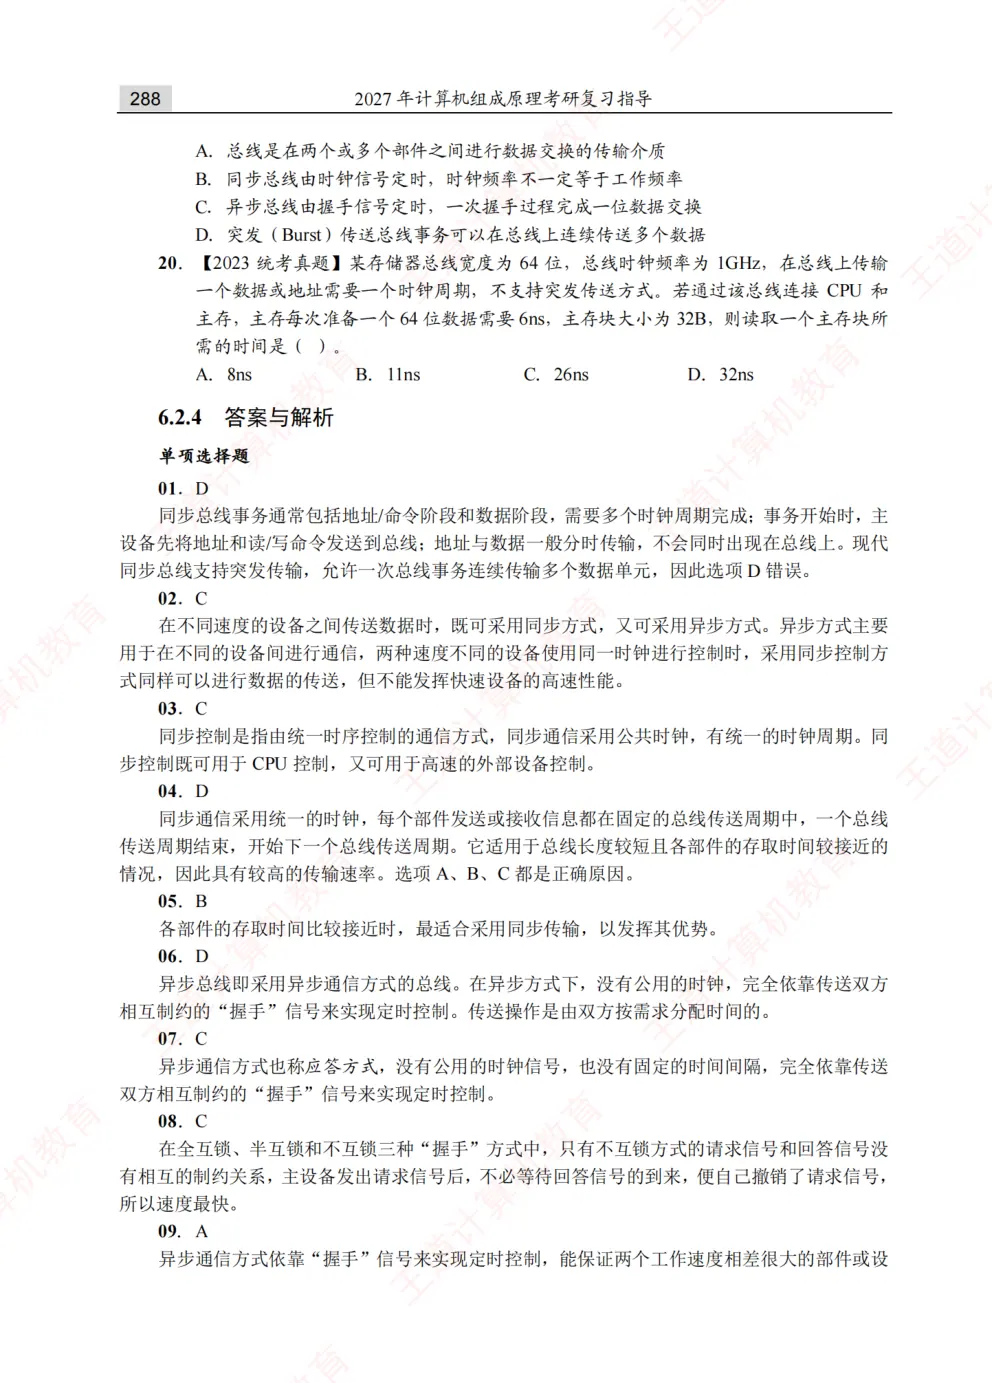 288
2027 年计算机组成原理考研复习指导
A. 总线是在两个或多个部件之间进行数据交换的传输介质
B. 同步总线由时钟信号定时，时钟频率不一定等于工作频率
C. 异步总线由握手信号定时，一次握手过程完成一位数据交换
D. 突发（Burst）传送总线事务可以在总线上连续传送多个数据
20. 【2023 统考真题】某存储器总线宽度为 64 位，总线时钟频率为 1GHz，在总线上传输
一个数据或地址需要一个时钟周期，不支持突发传送方式。若通过该总线连接 CPU 和
主存，主存每次准备一个 64 位数据需要 6ns，主存块大小为 32B，则读取一个主存块所
需的时间是（ ）。
A. 8ns B. 11ns C. 26ns D. 32ns
6.2.4 答案与解析
单项选择题
01. D
同步总线事务通常包括地址/命令阶段和数据阶段，需要多个时钟周期完成；事务开始时，主
设备先将地址和读/写命令发送到总线；地址与数据一般分时传输，不会同时出现在总线上。现代
同步总线支持突发传输，允许一次总线事务连续传输多个数据单元，因此选项 D 错误。
02. C
在不同速度的设备之间传送数据时，既可采用同步方式，又可采用异步方式。异步方式主要
用于在不同的设备间进行通信，两种速度不同的设备使用同一时钟进行控制时，采用同步控制方
式同样可以进行数据的传送，但不能发挥快速设备的高速性能。
03. C
同步控制是指由统一时序控制的通信方式，同步通信采用公共时钟，有统一的时钟周期。同
步控制既可用于 CPU 控制，又可用于高速的外部设备控制。
04. D
同步通信采用统一的时钟，每个部件发送或接收信息都在固定的总线传送周期中，一个总线
传送周期结束，开始下一个总线传送周期。它适用于总线长度较短且各部件的存取时间较接近的
情况，因此具有较高的传输速率。选项 A、B、C 都是正确原因。
05. B
各部件的存取时间比较接近时，最适合采用同步传输，以发挥其优势。
06. D
异步总线即采用异步通信方式的总线。在异步方式下，没有公用的时钟，完全依靠传送双方
相互制约的“握手”信号来实现定时控制。传送操作是由双方按需求分配时间的。
07. C
异步通信方式也称应答方式，没有公用的时钟信号，也没有固定的时间间隔，完全依靠传送
双方相互制约的“握手”信号来实现定时控制。
08. C
在全互锁、半互锁和不互锁三种“握手”方式中，只有不互锁方式的请求信号和回答信号没
有相互的制约关系，主设备发出请求信号后，不必等待回答信号的到来，便自己撤销了请求信号，
所以速度最快。
09. A
异步通信方式依靠“握手”信号来实现定时控制，能保证两个工作速度相差很大的部件或设
王道计算机教育